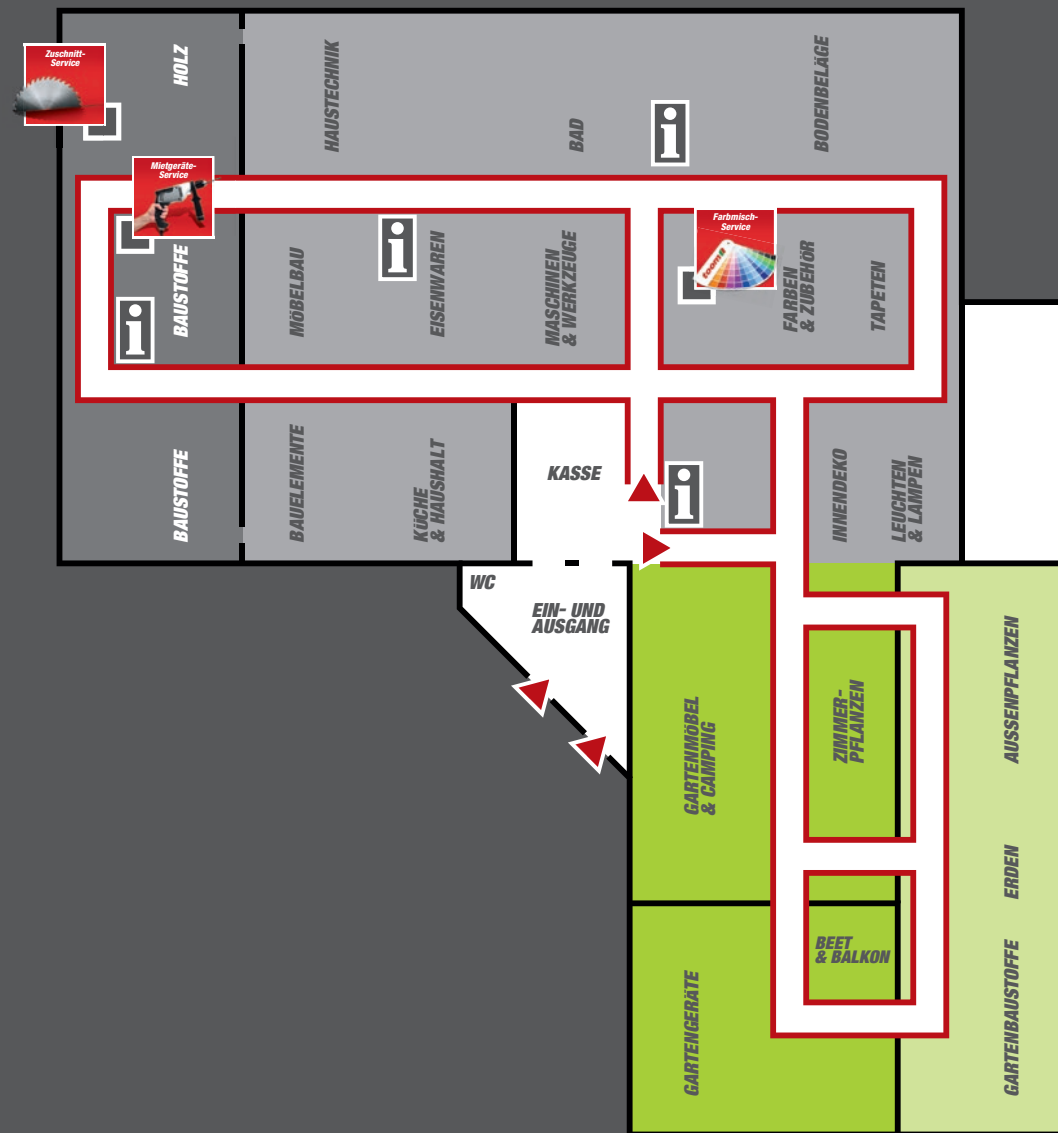 Zuschnitt-
Service
HOLZ
HAUSTECHNIK
BAD
i
BODENBELÄGE
Mietgeräte-
Service
BAUSTOFFE
i
MÖBELBAU
i
EISENWAREN
MASCHINEN
& WERKZEUGE
Farbmisch-
Service
toom
FARBEN
& ZUBEHÖR
TAPETEN
BAUSTOFFE
BAUELEMENTE
KÜCHE
& HAUSHALT
KASSE
i
INNENDEKO
LEUCHTEN
& LAMPEN
WC
EIN- UND
AUSGANG
GARTENMÖBEL
& CAMPING
ZIMMER-
PFLANZEN
AUSSENPFLANZEN
ERDEN
BEET
& BALKON
GARTENGERÄTE
GARTENBAUSTOFFE